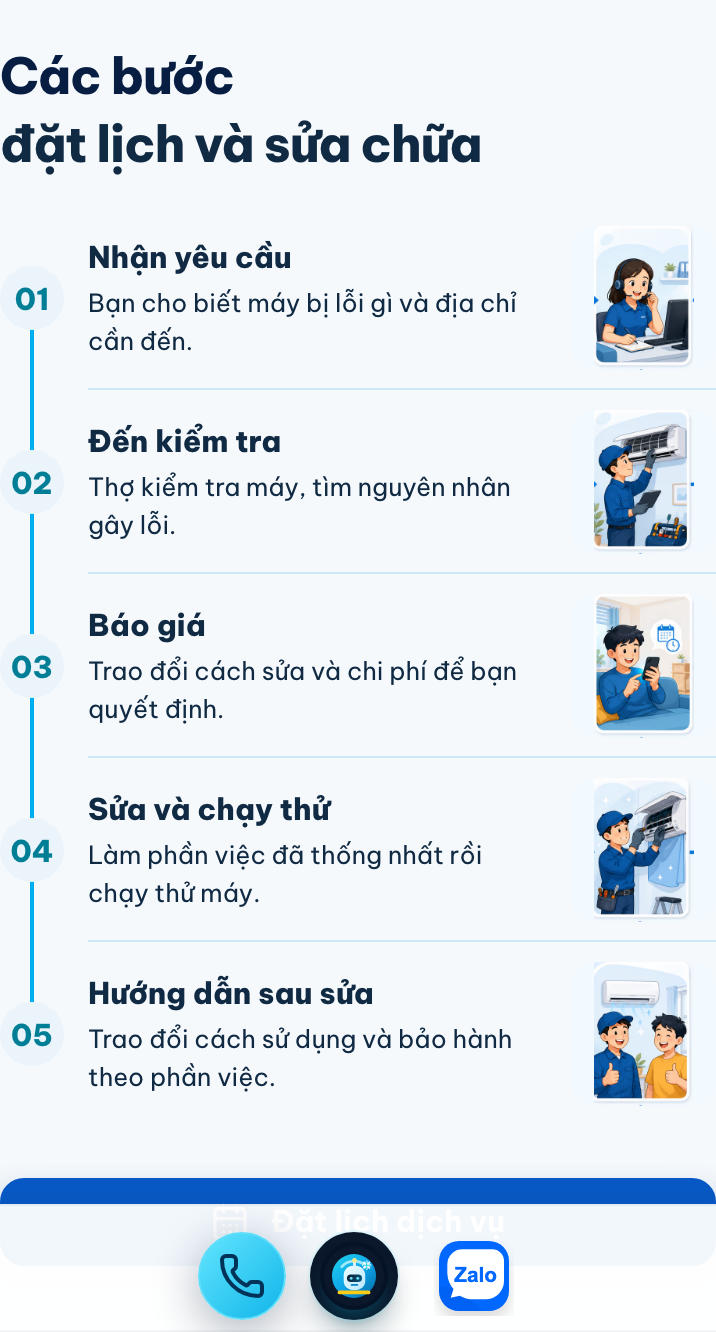 Các bước
đặt lịch và sửa chữa
01
Nhận yêu cầu
Bạn cho biết máy bị lỗi gì và địa chỉ
cần đến.
02
Đến kiểm tra
Thợ kiểm tra máy, tìm nguyên nhân
gây lỗi.
03
Báo giá
Trao đổi cách sửa và chi phí để bạn
quyết định.
04
Sửa và chạy thử
Làm phần việc đã thống nhất rồi
chạy thử máy.
05
Hướng dẫn sau sửa
Trao đổi cách sử dụng và bảo hành
theo phần việc.
Đặt lịch dịch vụ
Zalo